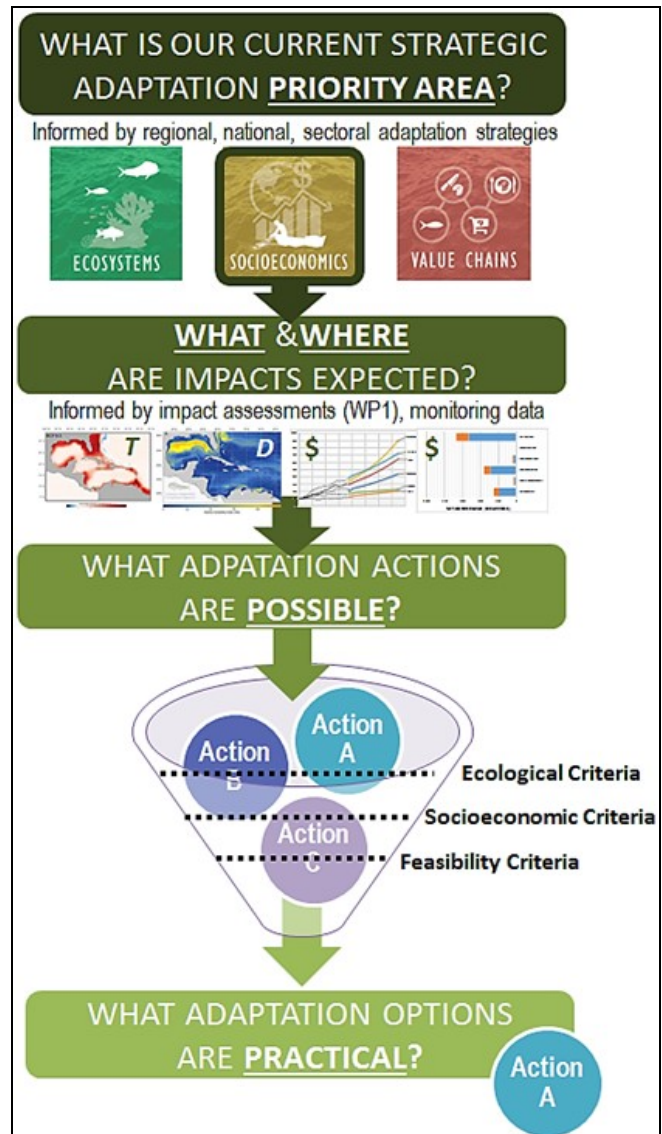 WHAT IS OUR CURRENT STRATEGIC
ADAPTATION PRIORITY AREA?
Informed by regional, national, sectoral adaptation strategies
ECOSYSTEMS
SOCIOECONOMICS
VALUE CHAINS
WHAT &WHERE
ARE IMPACTS EXPECTED?
Informed by impact assessments (WP1), monitoring data
T
D
$
$
WHAT ADPATATION ACTIONS
ARE POSSIBLE?
Action
A
Action
B
Action
C
Ecological Criteria
Socioeconomic Criteria
Feasibility Criteria
WHAT ADAPTATION OPTIONS
ARE PRACTICAL?
Action
A